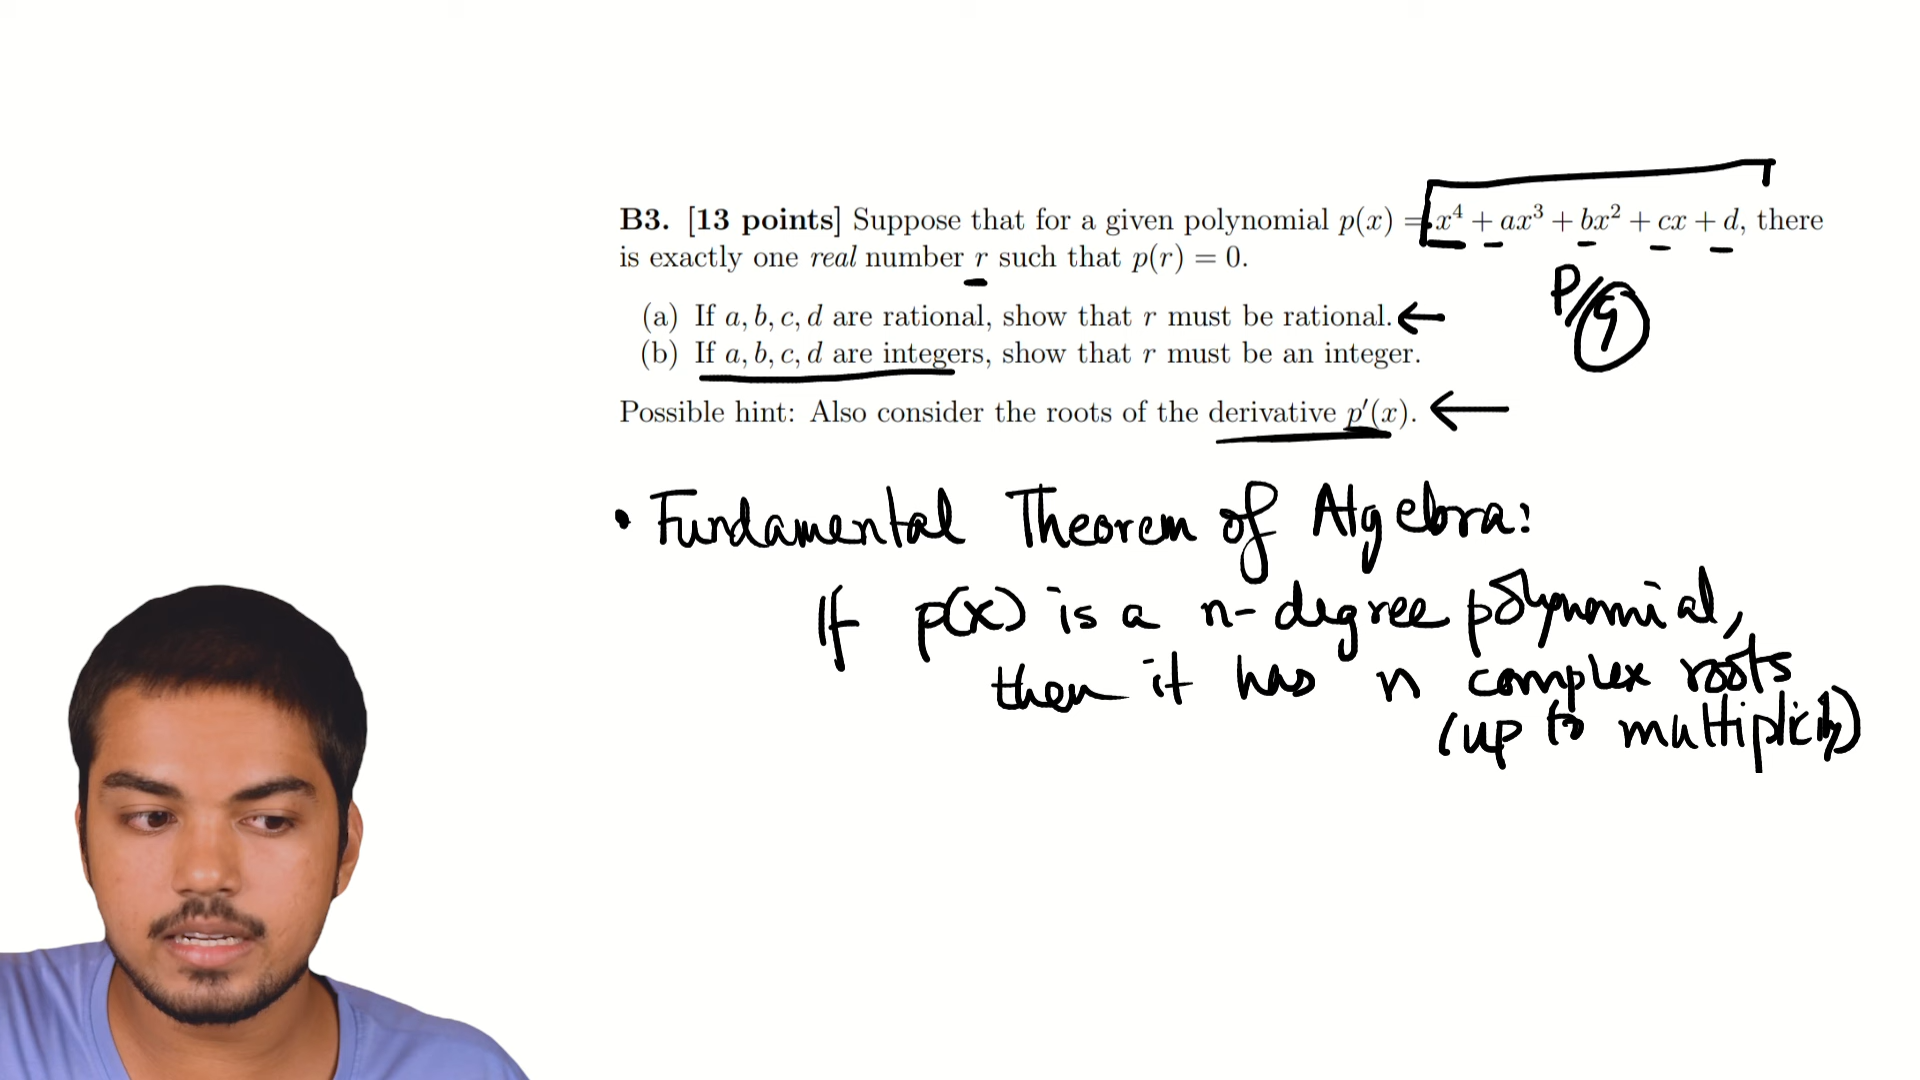 B3. [13 points] Suppose that for a given polynomial p(x) = x⁴ + ax³ + bx² + cx + d, there
is exactly one real number r such that p(r) = 0.
(a) If a, b, c, d are rational, show that r must be rational.
(b) If a, b, c, d are integers, show that r must be an integer.
P/q
Possible hint: Also consider the roots of the derivative p′(x).
• Fundamental Theorem of Algebra:
If p(x) is a n-degree polynomial,
then it has n complex roots
(up to multiplicity)